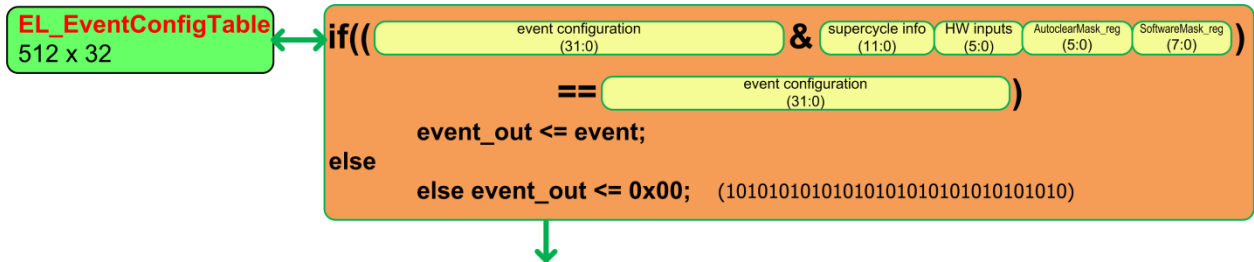 EL_EventConfigTable
512 x 32
if(( event configuration (31:0) & supercycle info (11:0) HW inputs (5:0) AutoclearMask_reg (5:0) SoftwareMask_reg (7:0) )
== event configuration (31:0) )
event_out <= event;
else
else event_out <= 0x00; (10101010101010101010101010101010)